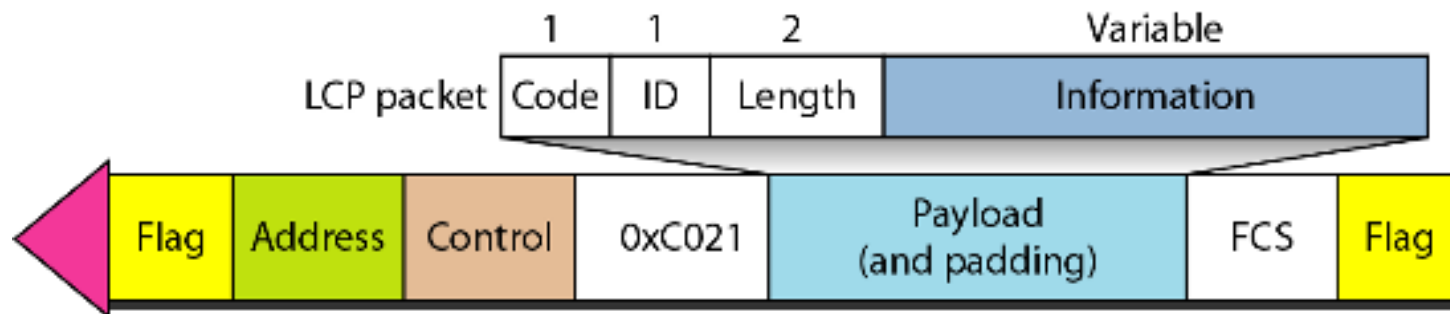 1 1 2 Variable
LCP packet Code ID Length Information
Flag Address Control 0xC021 Payload (and padding) FCS Flag